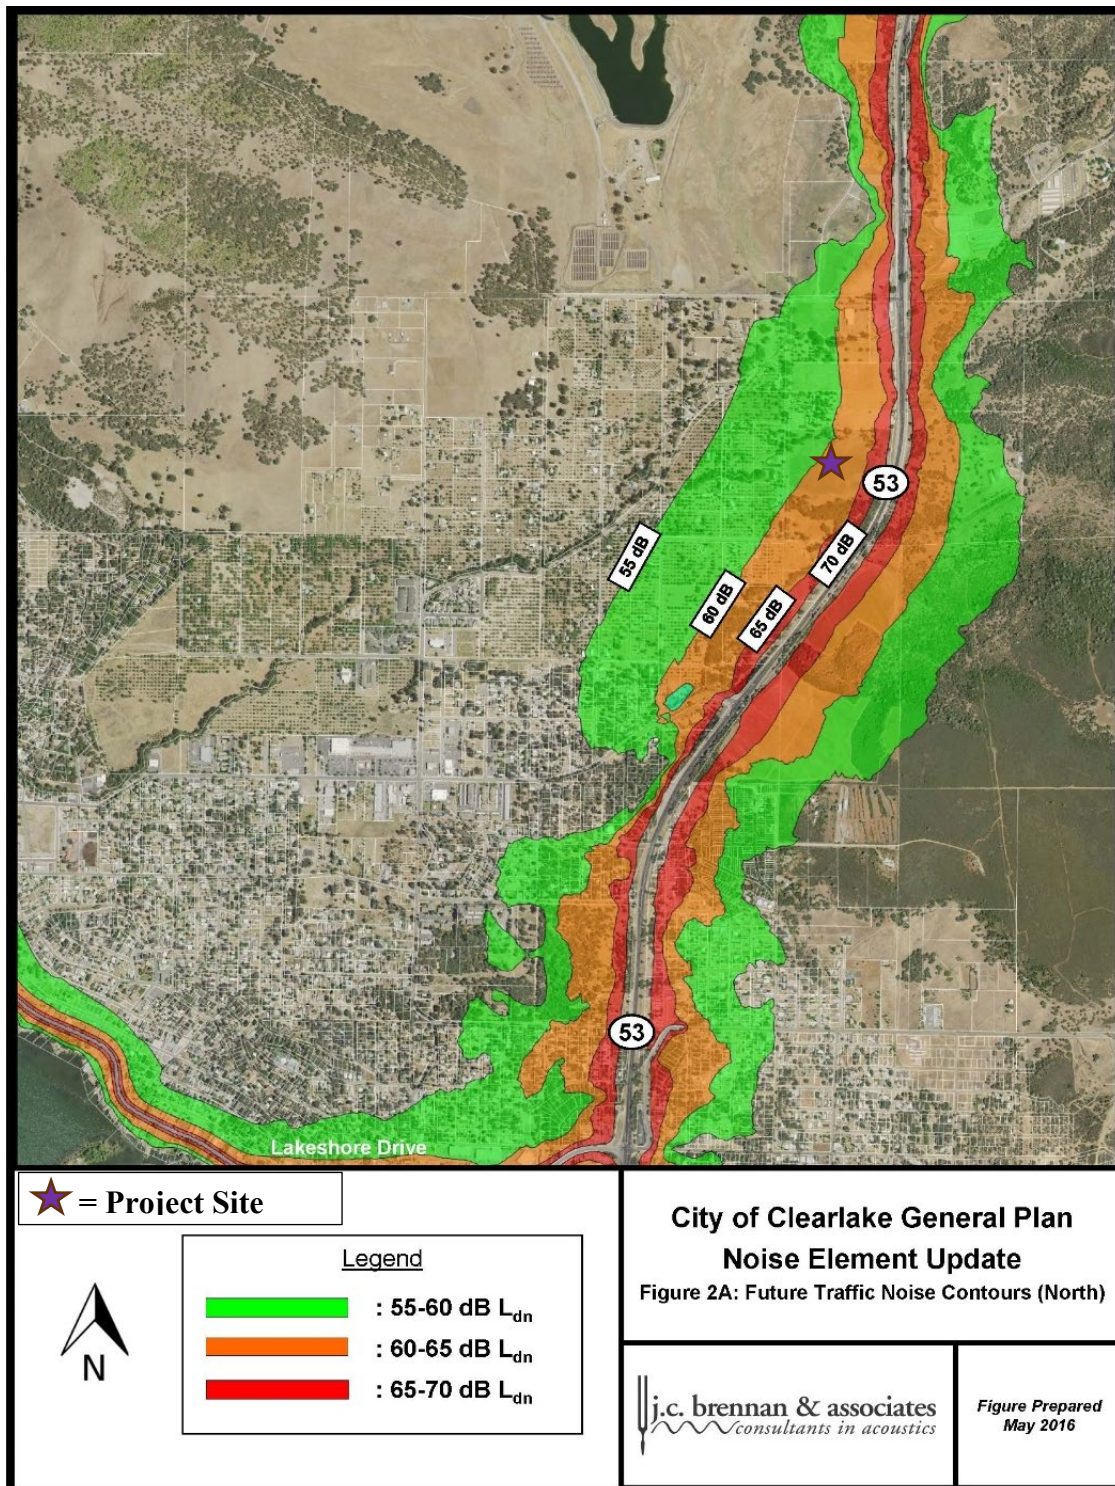 53
55 dB
60 dB
65 dB
70 dB
53
Lakeshore Drive
= Project Site
Legend
: 55-60 dB Ldn
: 60-65 dB Ldn
: 65-70 dB Ldn
N
City of Clearlake General Plan
Noise Element Update
Figure 2A: Future Traffic Noise Contours (North)
j.c. brennan & associates
consultants in acoustics
Figure Prepared
May 2016